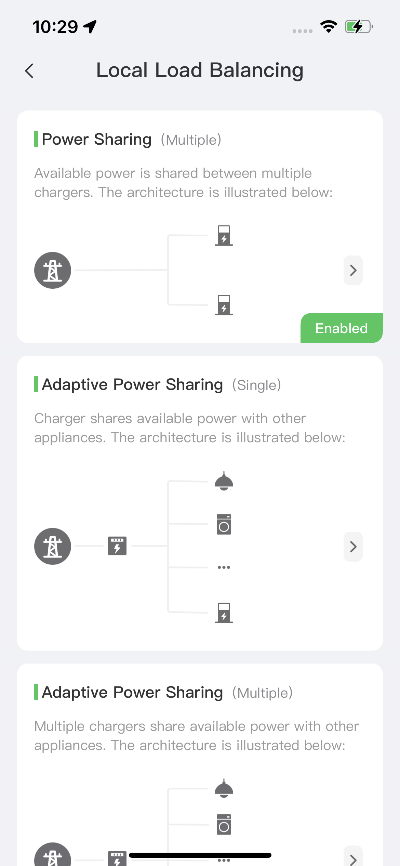 10:29
Local Load Balancing
Power Sharing (Multiple)
Available power is shared between multiple
chargers. The architecture is illustrated below:
Enabled
Adaptive Power Sharing (Single)
Charger shares available power with other
appliances. The architecture is illustrated below:
Adaptive Power Sharing (Multiple)
Multiple chargers share available power with other
appliances. The architecture is illustrated below: